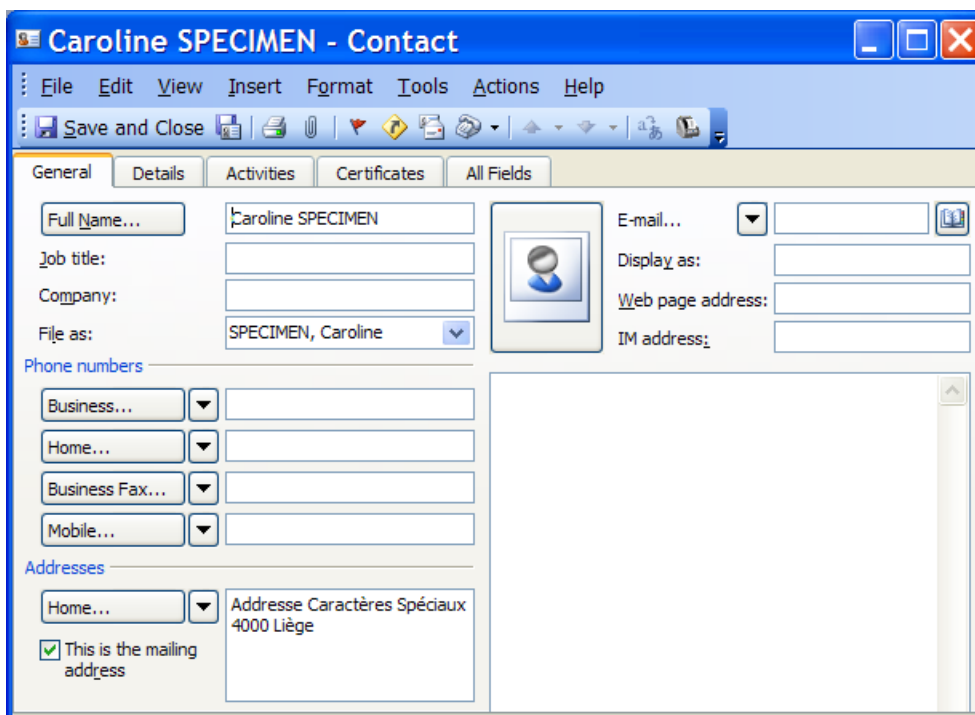 Caroline SPECIMEN - Contact
File Edit View Insert Format Tools Actions Help
Save and Close
General Details Activities Certificates All Fields
Full Name... Caroline SPECIMEN
Job title:
Company:
File as: SPECIMEN, Caroline
E-mail...
Display as:
Web page address:
IM address:
Phone numbers
Business...
Home...
Business Fax...
Mobile...
Addresses
Home... Addresse Caractères Spéciaux
4000 Liège
This is the mailing
address